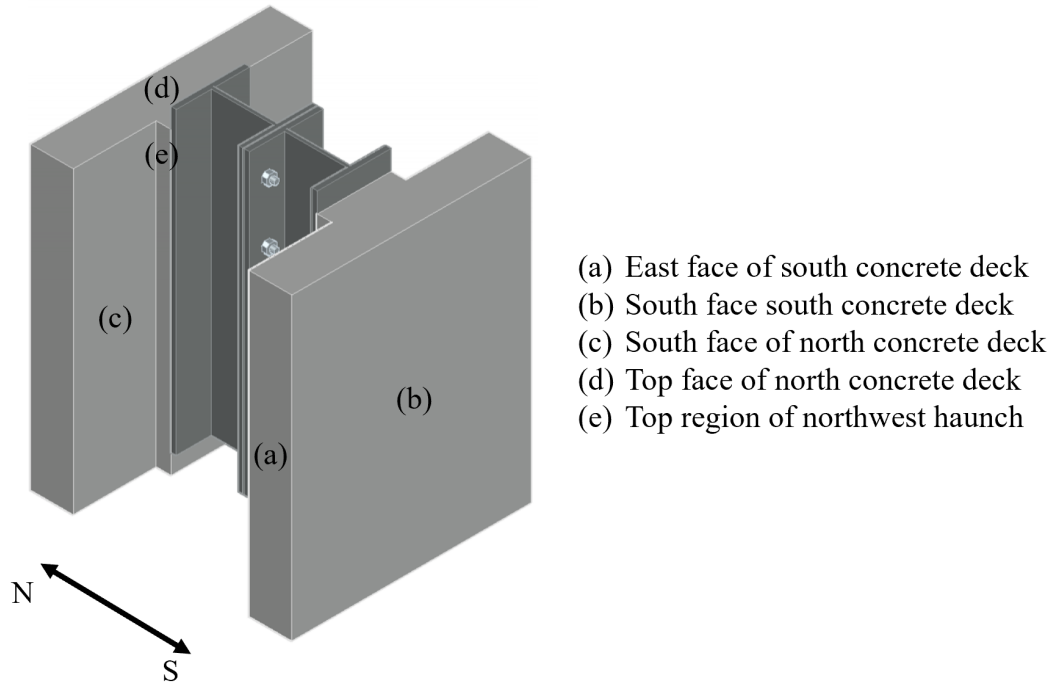 (d)
(e)
(c)
(b)
(a)
N
S
(a) East face of south concrete deck
(b) South face south concrete deck
(c) South face of north concrete deck
(d) Top face of north concrete deck
(e) Top region of northwest haunch